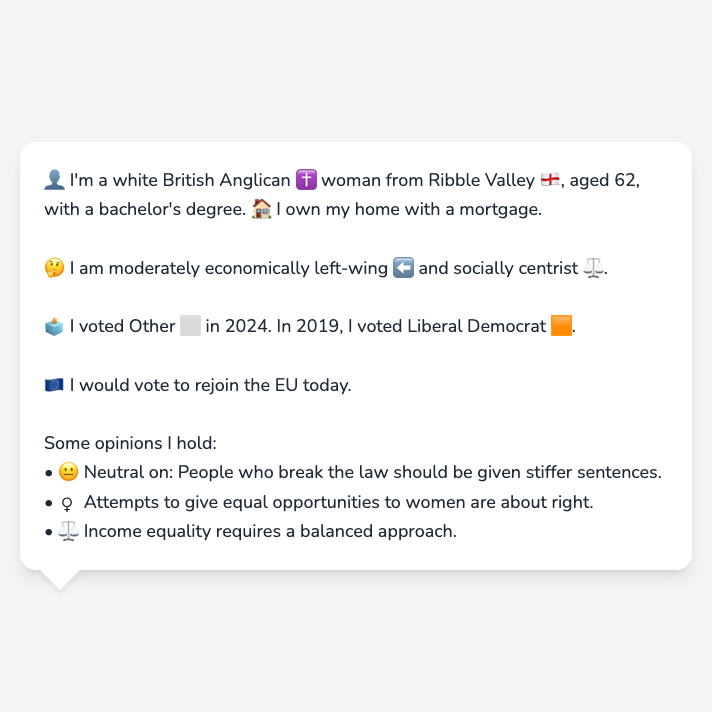 👤 I'm a white British Anglican ✝️ woman from Ribble Valley 🏴󠁧󠁢󠁥󠁮󠁧󠁿, aged 62,
with a bachelor's degree. 🏠 I own my home with a mortgage.
🤔 I am moderately economically left-wing ⬅️ and socially centrist ⚖️.
🗳️ I voted Other ⬜ in 2024. In 2019, I voted Liberal Democrat 🟧.
🇪🇺 I would vote to rejoin the EU today.
Some opinions I hold:
• 😐 Neutral on: People who break the law should be given stiffer sentences.
• ♀ Attempts to give equal opportunities to women are about right.
• ⚖️ Income equality requires a balanced approach.